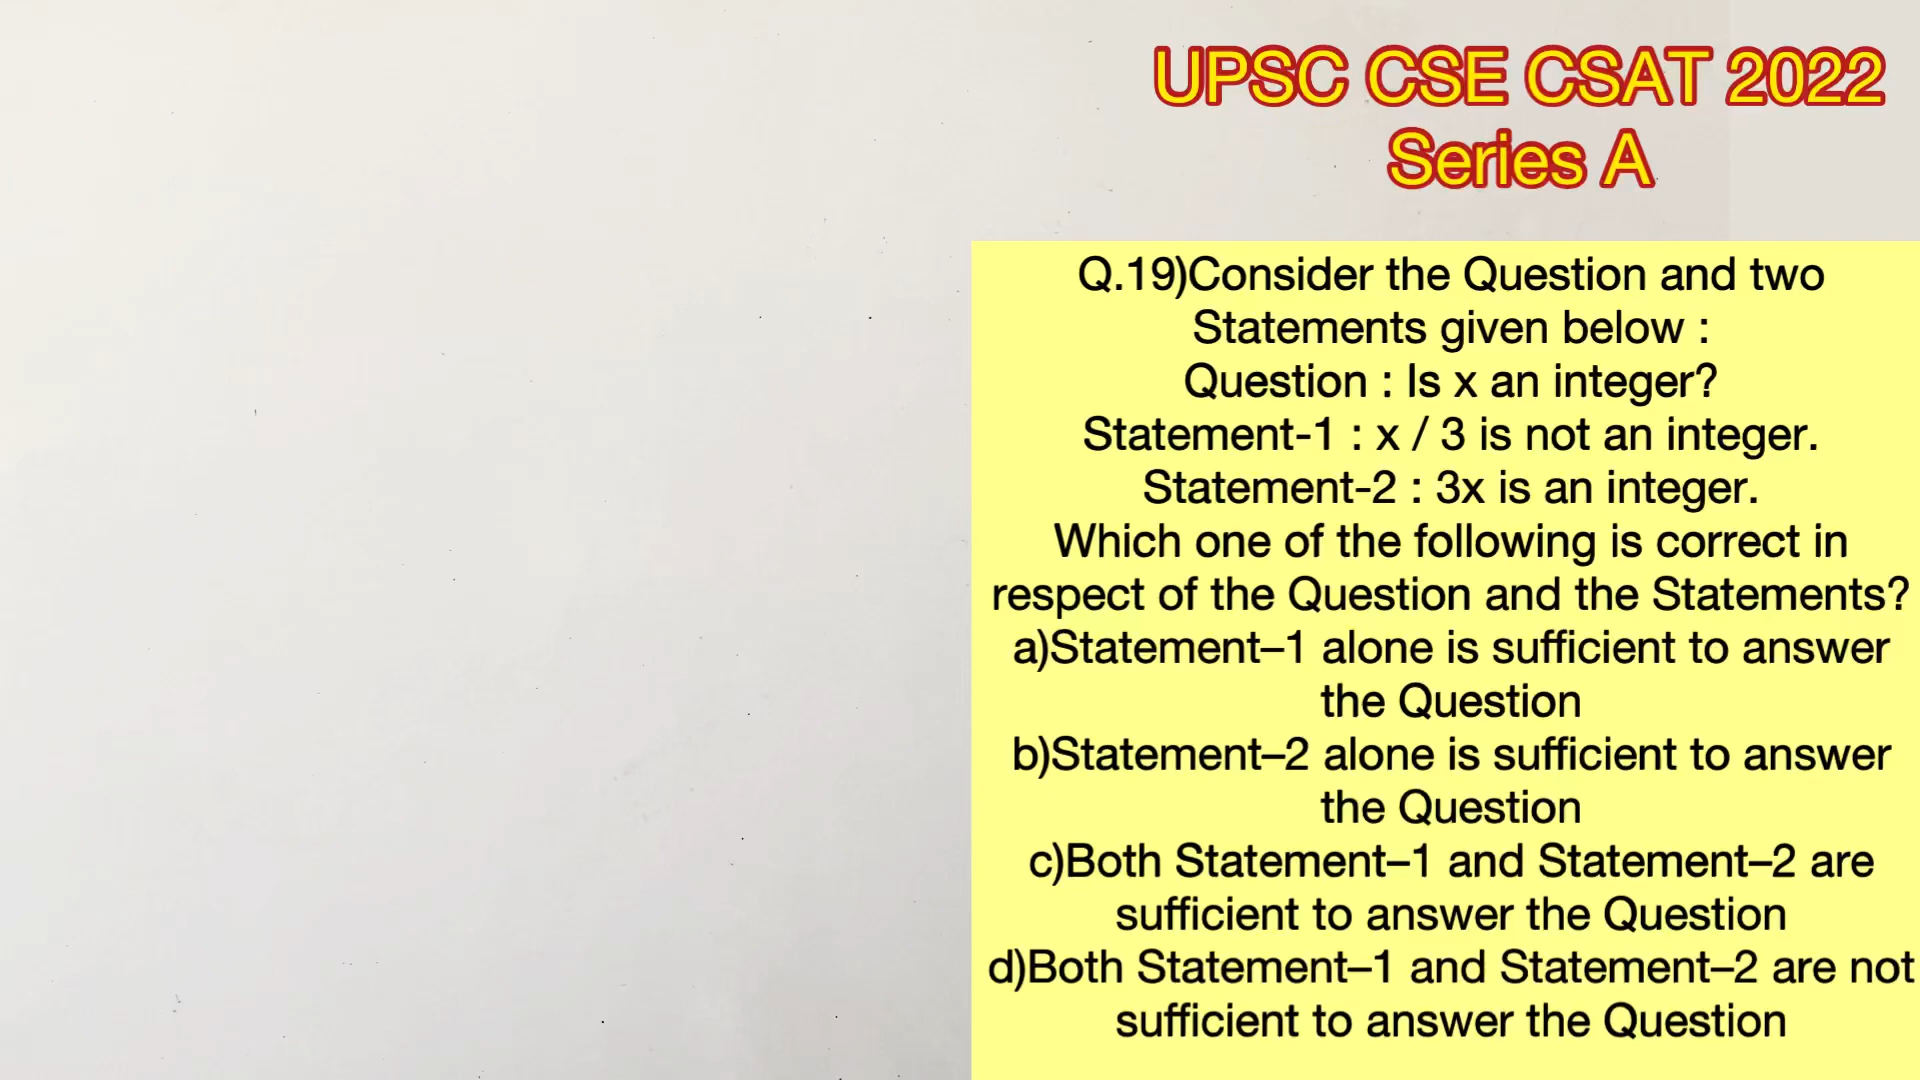 UPSC CSE CSAT 2022
Series A
Q.19)Consider the Question and two
Statements given below :
Question : Is x an integer?
Statement-1 : x / 3 is not an integer.
Statement-2 : 3x is an integer.
Which one of the following is correct in
respect of the Question and the Statements?
a)Statement–1 alone is sufficient to answer
the Question
b)Statement–2 alone is sufficient to answer
the Question
c)Both Statement–1 and Statement–2 are
sufficient to answer the Question
d)Both Statement–1 and Statement–2 are not
sufficient to answer the Question